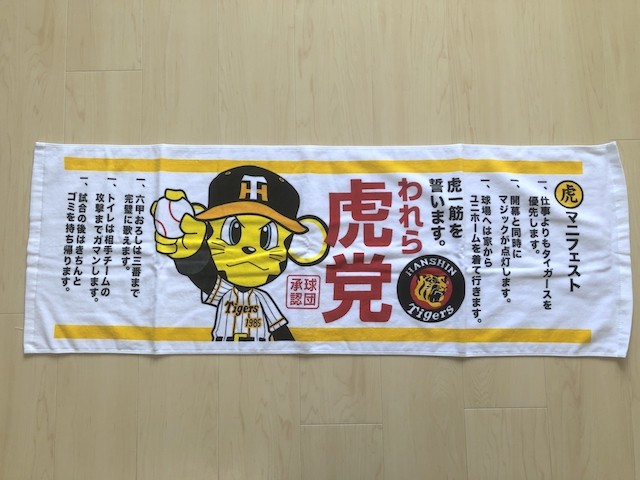 虎マニフェスト
一、仕事よりもタイガースを
優先します。
一、開幕と同時に
マジックが点灯します。
一、球場へは家から
ユニホームを着て行きます。
虎一筋を
誓います。
われら
虎党
HANSHIN
Tigers
球団
承認
TH
Tigers
1985
一、六甲おろしは三番まで
完璧に歌えます。
一、トイレは相手チームの
攻撃までガマンします。
一、試合の後はきちんと
ゴミを持ち帰ります。